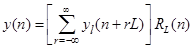 y(n) = [ ∑_{r=-∞}^{∞} y_l(n + rL) ] R_L(n)